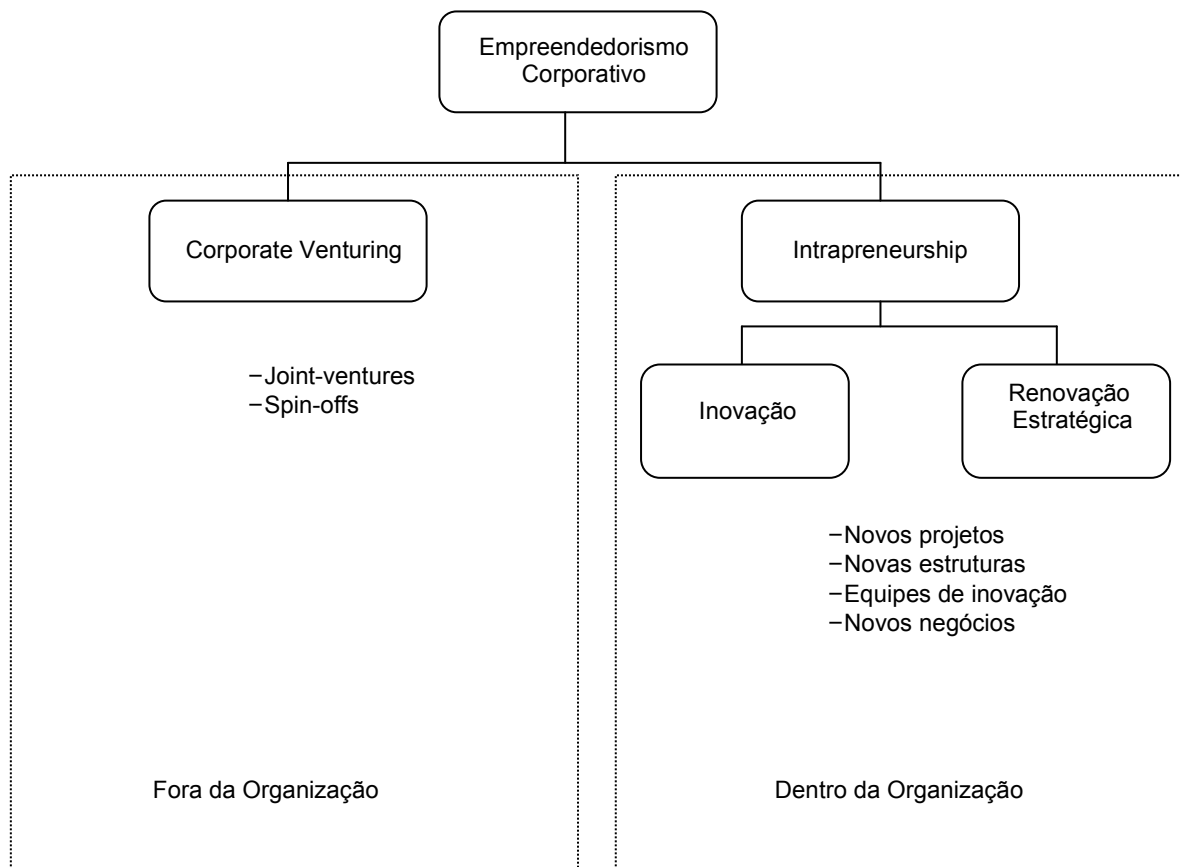 Empreendedorismo
Corporativo
Corporate Venturing
−Joint-ventures
−Spin-offs
Fora da Organização
Intrapreneurship
Inovação
Renovação
Estratégica
−Novos projetos
−Novas estruturas
−Equipes de inovação
−Novos negócios
Dentro da Organização